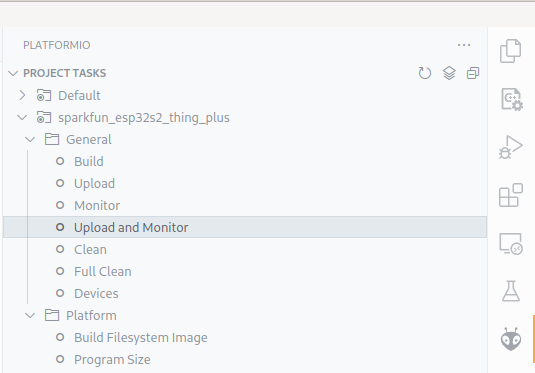 PLATFORMIO
PROJECT TASKS
Default
sparkfun_esp32s2_thing_plus
General
Build
Upload
Monitor
Upload and Monitor
Clean
Full Clean
Devices
Platform
Build Filesystem Image
Program Size